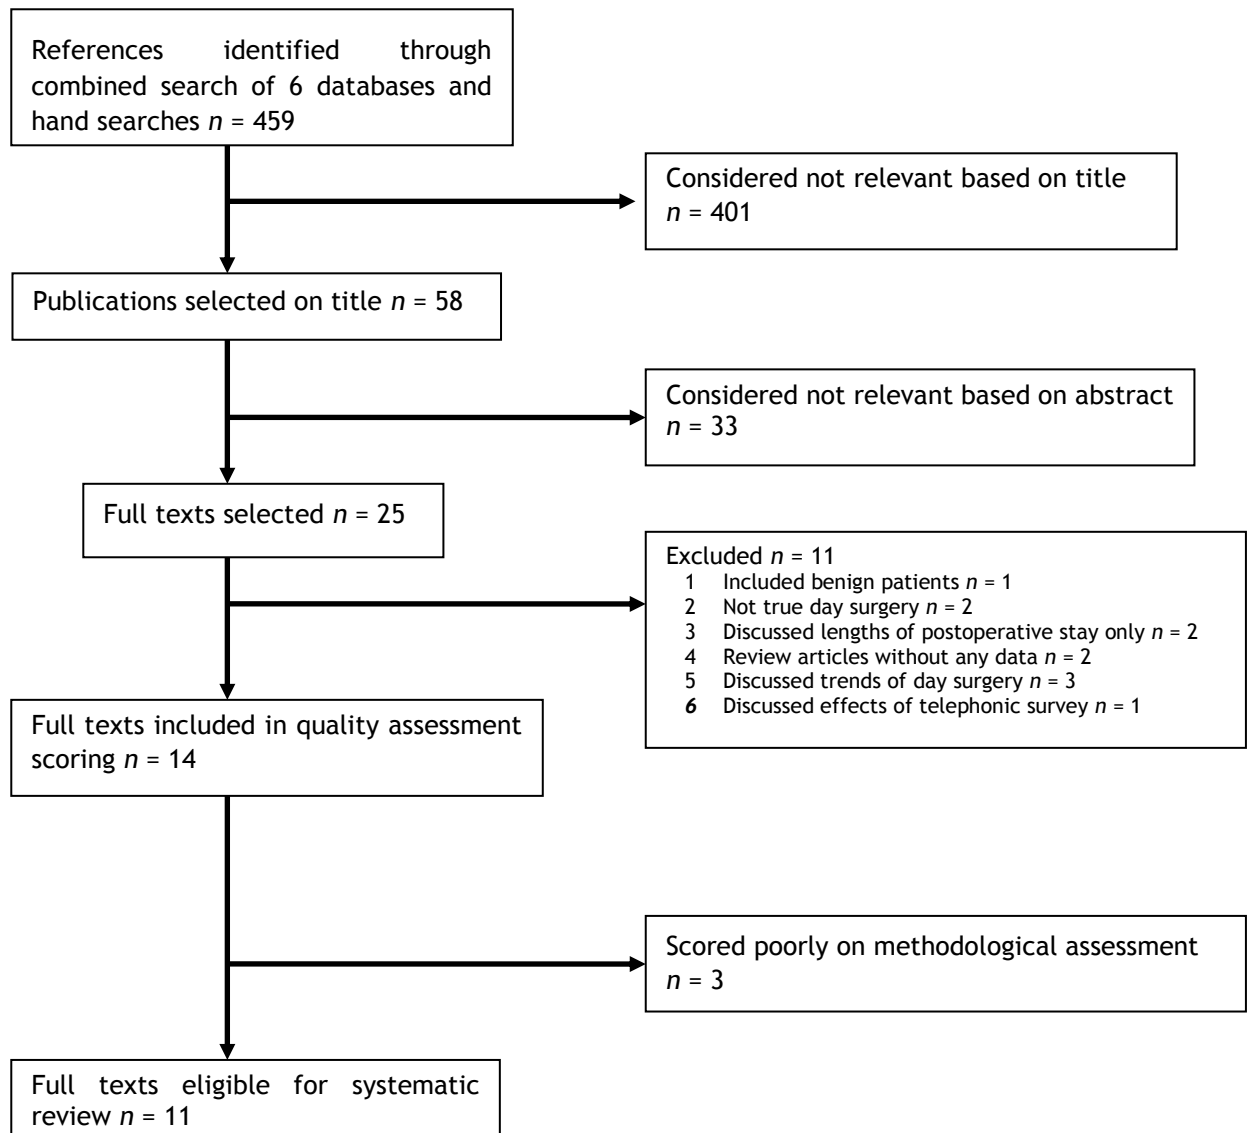 References identified through
combined search of 6 databases and
hand searches n = 459
Considered not relevant based on title
n = 401
Publications selected on title n = 58
Considered not relevant based on abstract
n = 33
Full texts selected n = 25
Excluded n = 11
1 Included benign patients n = 1
2 Not true day surgery n = 2
3 Discussed lengths of postoperative stay only n = 2
4 Review articles without any data n = 2
5 Discussed trends of day surgery n = 3
6 Discussed effects of telephonic survey n = 1
Full texts included in quality assessment
scoring n = 14
Scored poorly on methodological assessment
n = 3
Full texts eligible for systematic
review n = 11